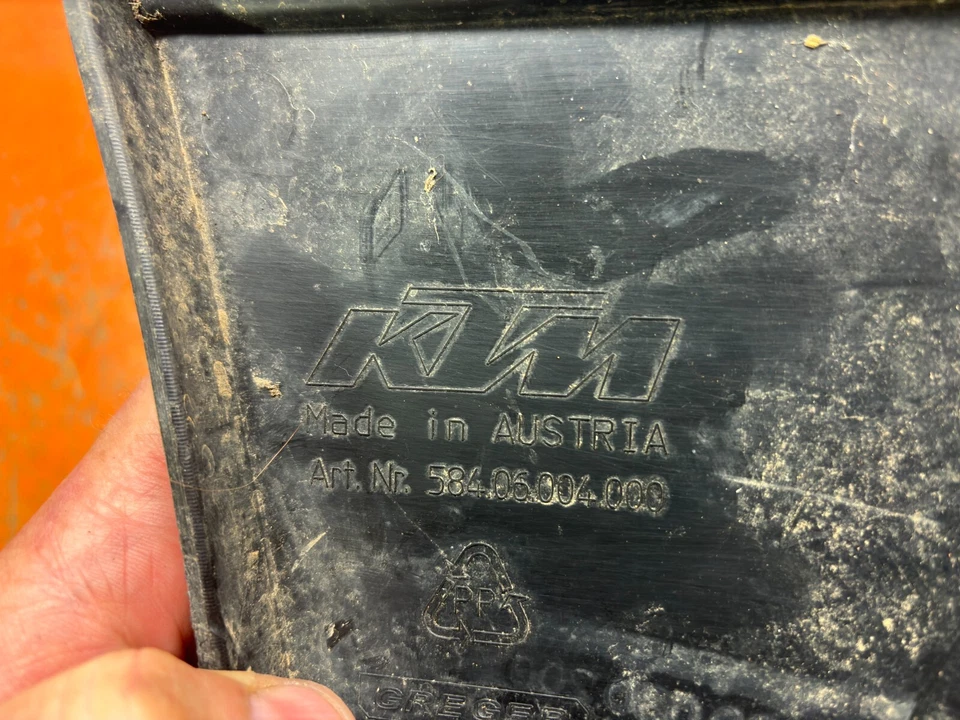 KTM
Made in AUSTRIA
Art. Nr. 584.06.004.000
PP